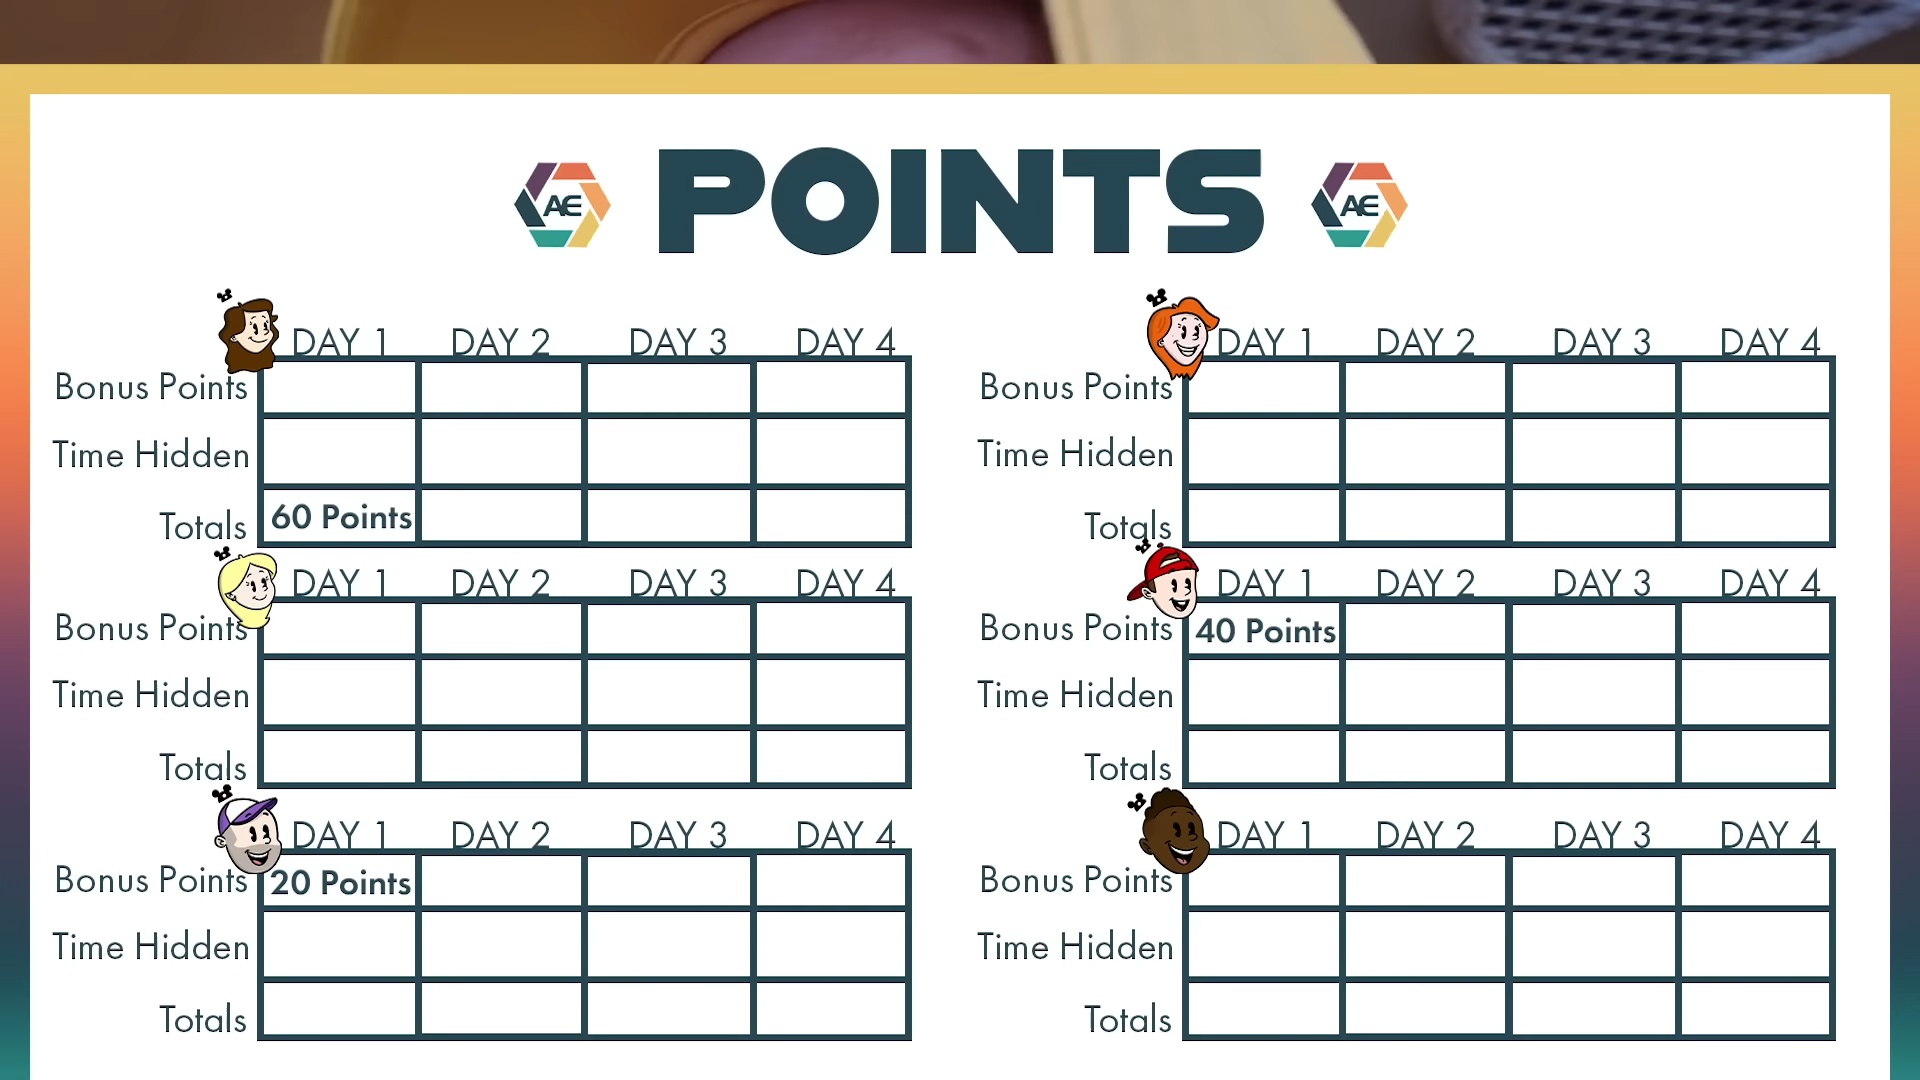 AE POINTS AE
DAY 1 DAY 2 DAY 3 DAY 4
Bonus Points
Time Hidden
Totals 60 Points
DAY 1 DAY 2 DAY 3 DAY 4
Bonus Points
Time Hidden
Totals
DAY 1 DAY 2 DAY 3 DAY 4
Bonus Points 20 Points
Time Hidden
Totals
DAY 1 DAY 2 DAY 3 DAY 4
Bonus Points
Time Hidden
Totals
DAY 1 DAY 2 DAY 3 DAY 4
Bonus Points 40 Points
Time Hidden
Totals
DAY 1 DAY 2 DAY 3 DAY 4
Bonus Points
Time Hidden
Totals